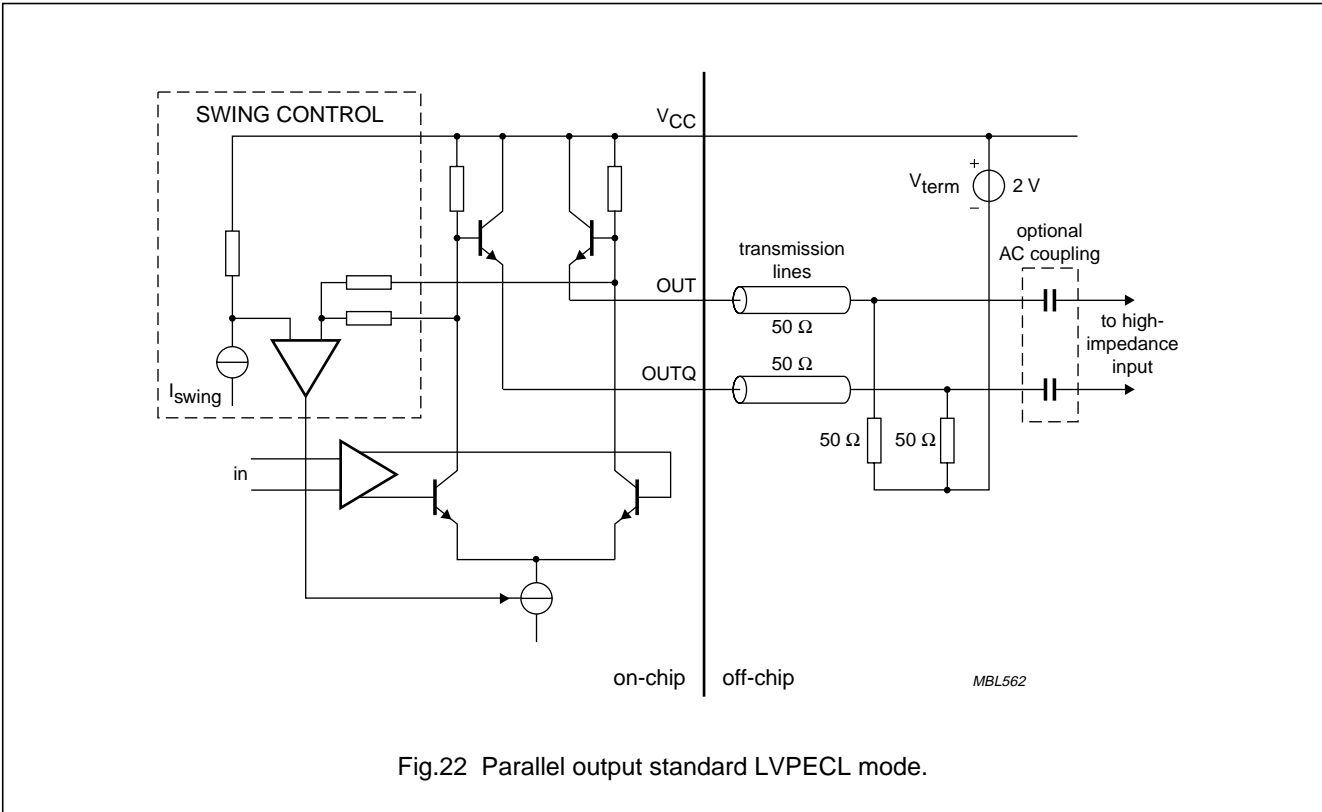 SWING CONTROL
VCC
Vterm
+
2 V
−
optional
AC coupling
transmission
lines
OUT
50 Ω
to high-
impedance
input
50 Ω
OUTQ
Iswing
50 Ω
50 Ω
in
on-chip
off-chip
MBL562
Fig.22 Parallel output standard LVPECL mode.